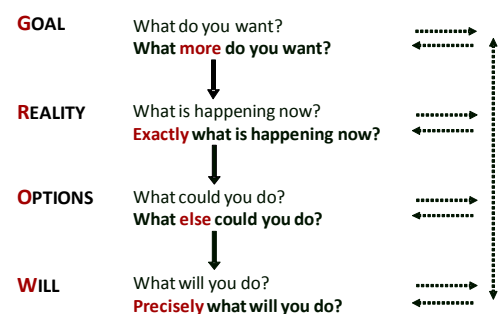 GOAL What do you want?
What more do you want?
REALITY What is happening now?
Exactly what is happening now?
OPTIONS What could you do?
What else could you do?
WILL What will you do?
Precisely what will you do?